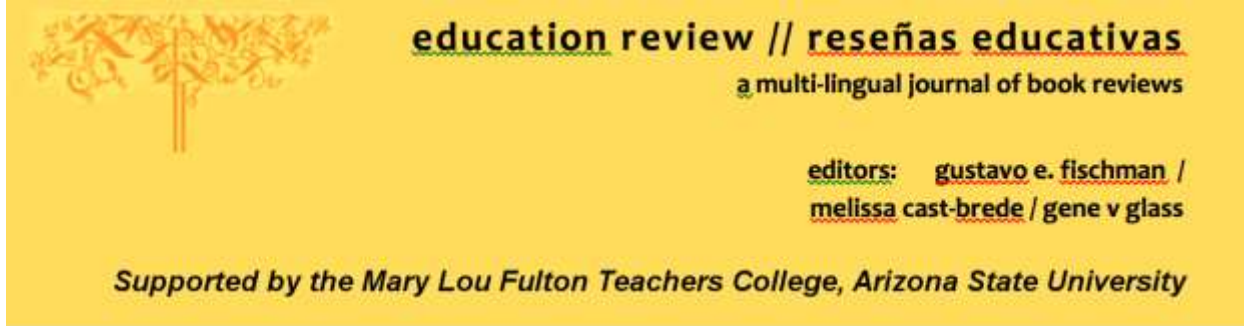 education review // reseñas educativas
a multi-lingual journal of book reviews
editors: gustavo e. fischman /
melissa cast-brede / gene v glass
Supported by the Mary Lou Fulton Teachers College, Arizona State University